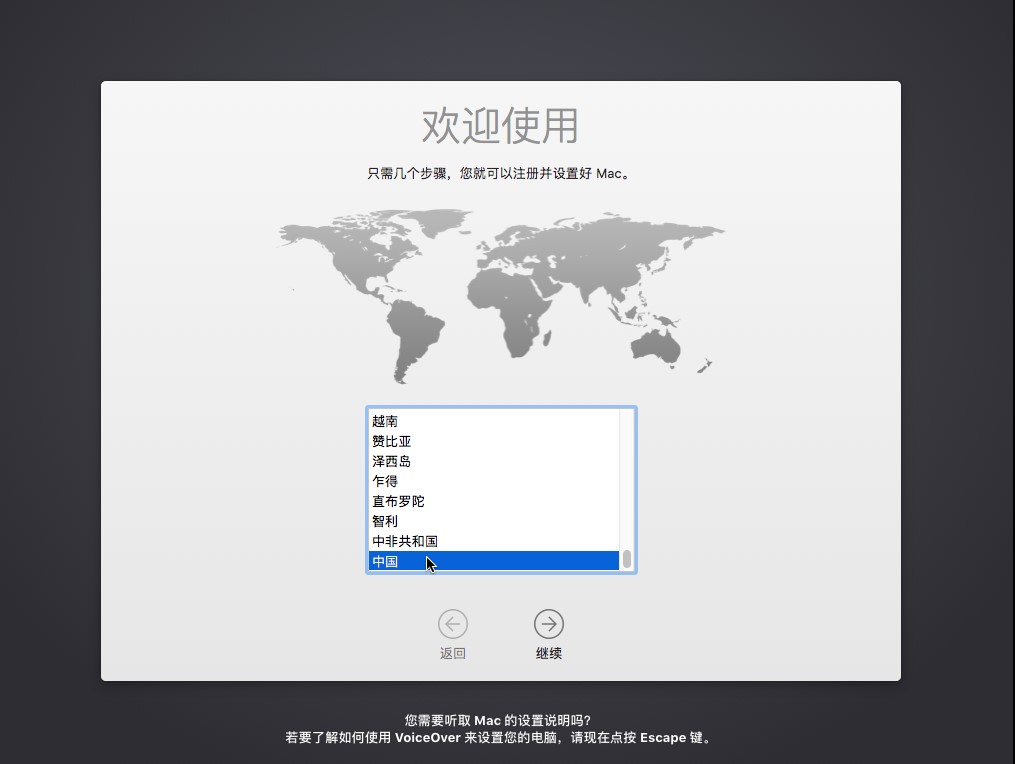 欢迎使用
只需几个步骤，您就可以注册并设置好 Mac。
越南
赞比亚
泽西岛
乍得
直布罗陀
智利
中非共和国
中国
返回
继续
您需要听取 Mac 的设置说明吗？
若要了解如何使用 VoiceOver 来设置您的电脑，请现在点按 Escape 键。